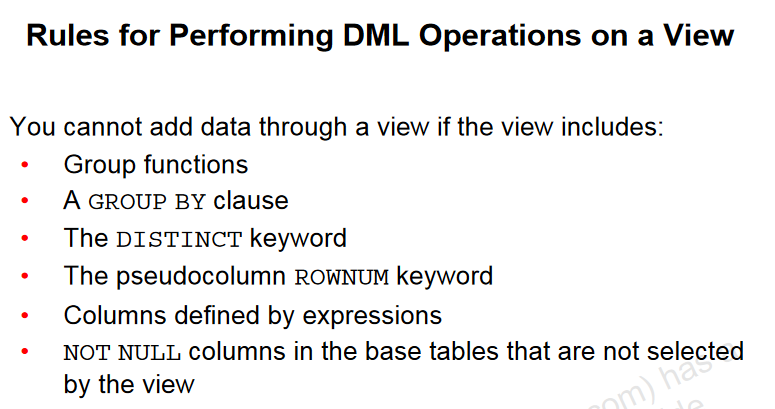 Rules for Performing DML Operations on a View
You cannot add data through a view if the view includes:
• Group functions
• A GROUP BY clause
• The DISTINCT keyword
• The pseudocolumn ROWNUM keyword
• Columns defined by expressions
• NOT NULL columns in the base tables that are not selected
by the view
com) has